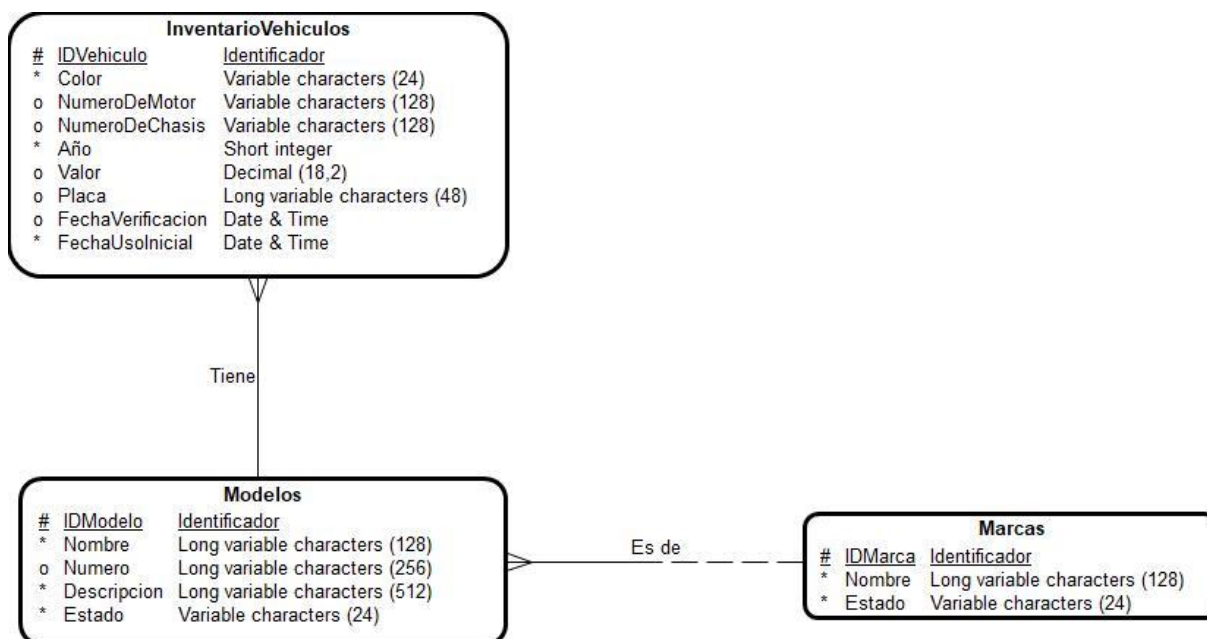 InventarioVehiculos
# IDVehiculo Identificador
* Color Variable characters (24)
o NumeroDeMotor Variable characters (128)
o NumeroDeChasis Variable characters (128)
* Año Short integer
o Valor Decimal (18,2)
o Placa Long variable characters (48)
o FechaVerificacion Date & Time
* FechaUsoInicial Date & Time
Tiene
Modelos
# IDModelo Identificador
* Nombre Long variable characters (128)
o Numero Long variable characters (256)
* Descripcion Long variable characters (512)
* Estado Variable characters (24)
Es de
Marcas
# IDMarca Identificador
* Nombre Long variable characters (128)
* Estado Variable characters (24)